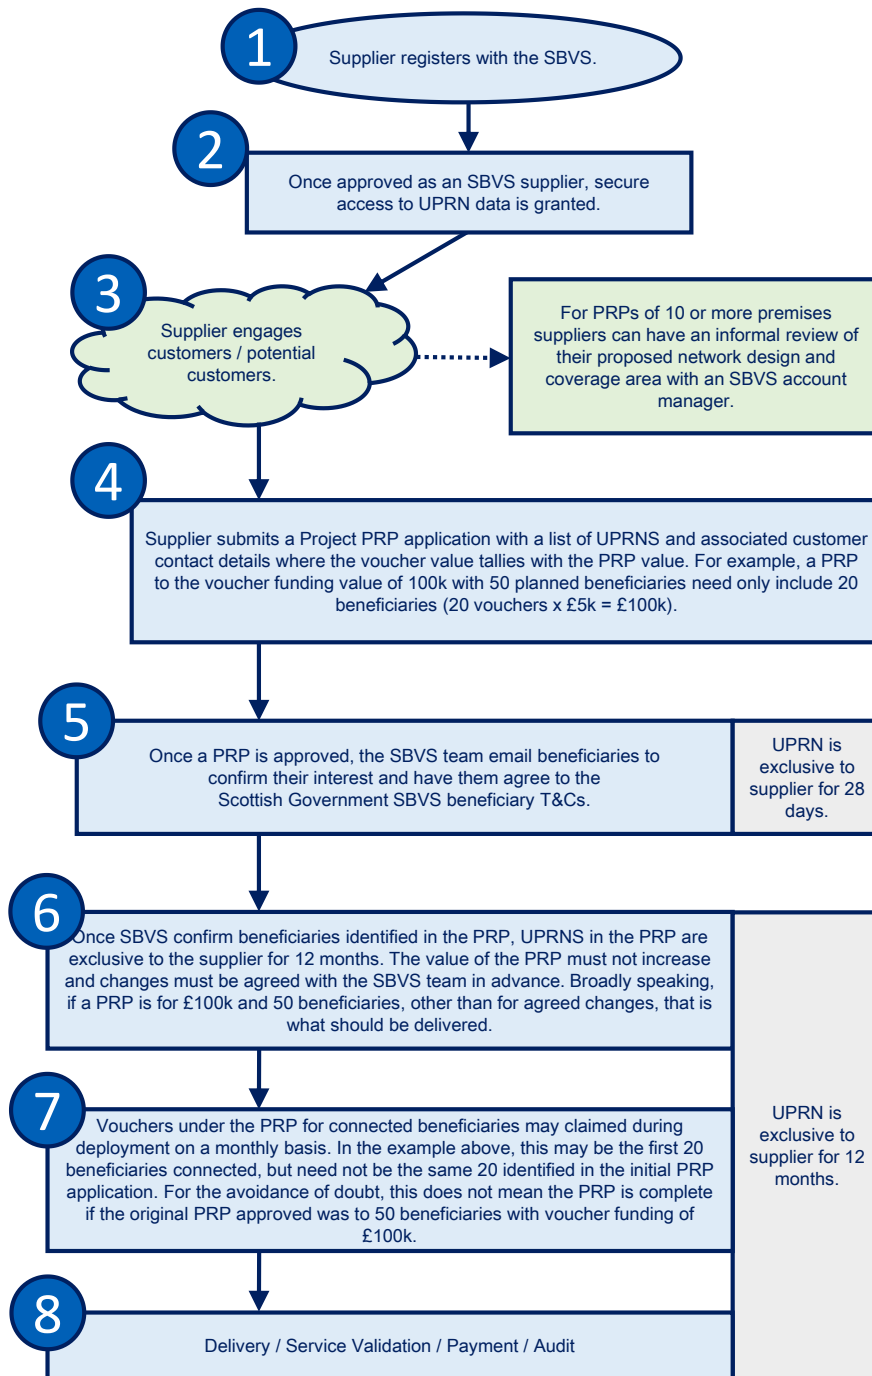 1
Supplier registers with the SBVS.
2
Once approved as an SBVS supplier, secure
access to UPRN data is granted.
3
Supplier engages
customers / potential
customers.
For PRPs of 10 or more premises
suppliers can have an informal review of
their proposed network design and
coverage area with an SBVS account
manager.
4
Supplier submits a Project PRP application with a list of UPRNS and associated customer
contact details where the voucher value tallies with the PRP value. For example, a PRP
to the voucher funding value of 100k with 50 planned beneficiaries need only include 20
beneficiaries (20 vouchers x £5k = £100k).
5
Once a PRP is approved, the SBVS team email beneficiaries to
confirm their interest and have them agree to the
Scottish Government SBVS beneficiary T&Cs.
UPRN is
exclusive to
supplier for 28
days.
6
Once SBVS confirm beneficiaries identified in the PRP, UPRNS in the PRP are
exclusive to the supplier for 12 months. The value of the PRP must not increase
and changes must be agreed with the SBVS team in advance. Broadly speaking,
if a PRP is for £100k and 50 beneficiaries, other than for agreed changes, that is
what should be delivered.
7
Vouchers under the PRP for connected beneficiaries may claimed during
deployment on a monthly basis. In the example above, this may be the first 20
beneficiaries connected, but need not be the same 20 identified in the initial PRP
application. For the avoidance of doubt, this does not mean the PRP is complete
if the original PRP approved was to 50 beneficiaries with voucher funding of
£100k.
UPRN is
exclusive to
supplier for 12
months.
8
Delivery / Service Validation / Payment / Audit